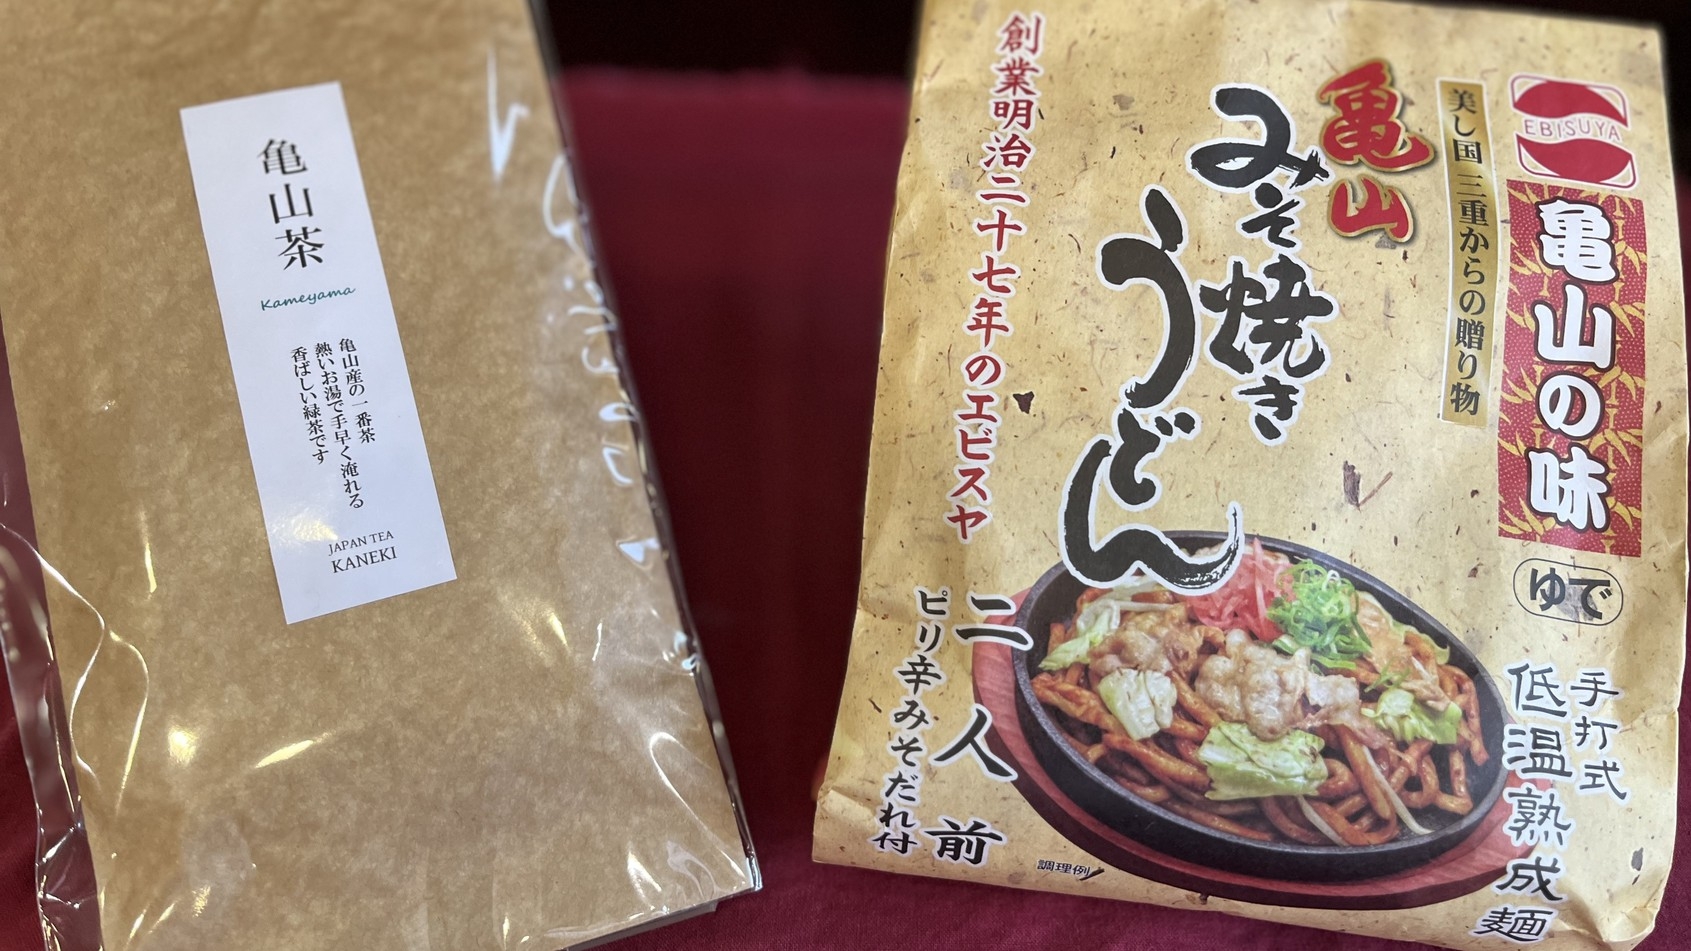 亀山茶
Kameyama
亀山産の一番茶
熱いお湯で手早く淹れる
香ばしい緑茶です
JAPAN TEA
KANEKI
EBISUYA
亀山の味
ゆで
手打式
低温熟成麺
美し国 三重からの贈り物
亀山
みそ焼き
うどん
創業明治二十七年のエビスヤ
二人前
ピリ辛みそだれ付
調理例